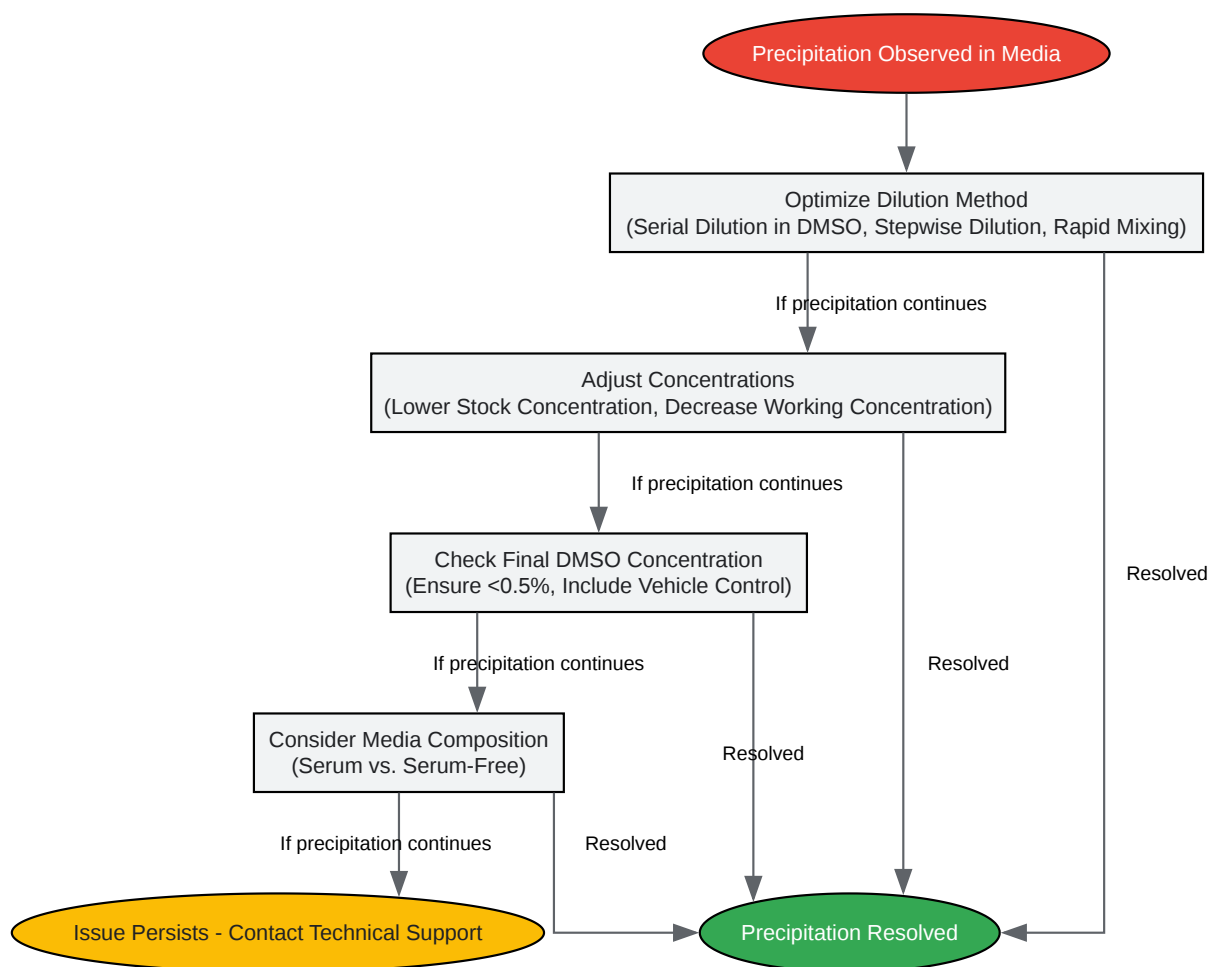 Precipitation Observed in Media
Optimize Dilution Method
(Serial Dilution in DMSO, Stepwise Dilution, Rapid Mixing)
If precipitation continues
Adjust Concentrations
(Lower Stock Concentration, Decrease Working Concentration)
If precipitation continues
Check Final DMSO Concentration
(Ensure <0.5%, Include Vehicle Control)
Resolved
If precipitation continues
Resolved
Consider Media Composition
(Serum vs. Serum-Free)
Resolved
If precipitation continues
Resolved
Issue Persists - Contact Technical Support
Precipitation Resolved